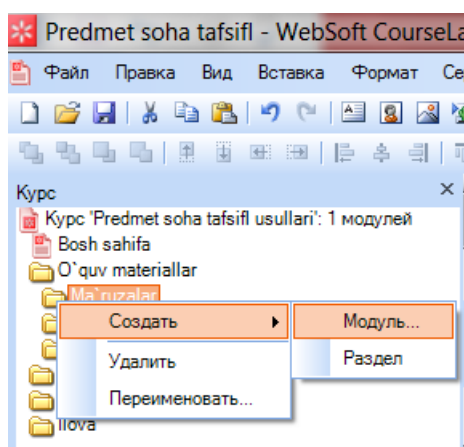 Predmet soha tafsifl - WebSoft CourseLa
Файл Правка Вид Вставка Формат Се
Курс
Курс 'Predmet soha tafsifl usullari': 1 модулей
Bosh sahifa
O`quv materiallar
Ma`ruzalar
Создать Модуль...
Раздел
Удалить
Переименовать...
Ilova